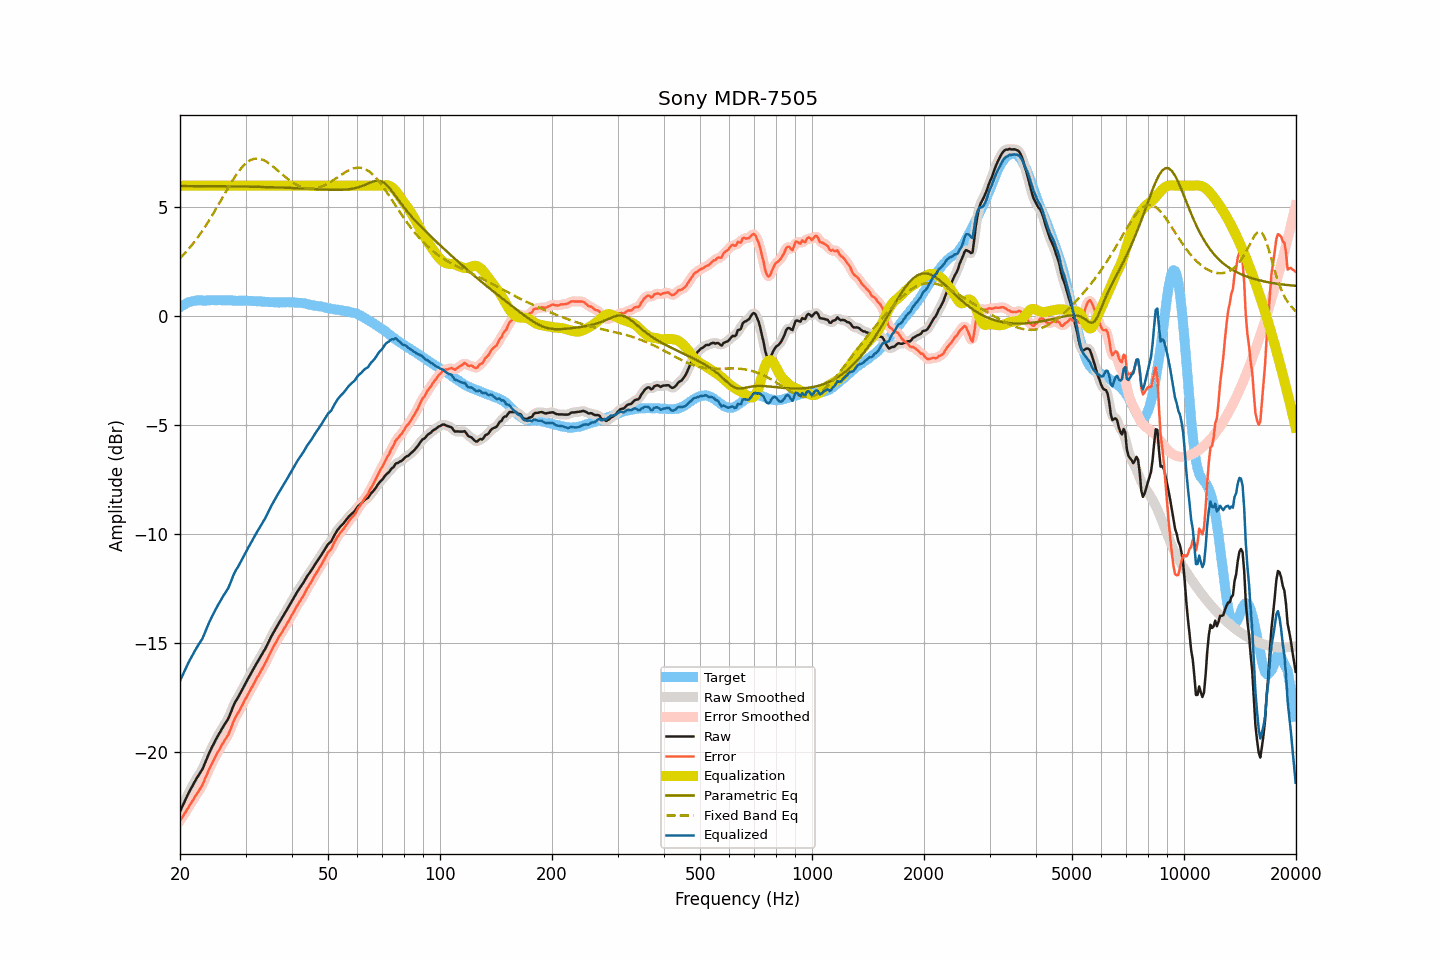 Sony MDR-7505
Amplitude (dBr)
5
0
−5
−10
−15
−20
Target
Raw Smoothed
Error Smoothed
Raw
Error
Equalization
Parametric Eq
Fixed Band Eq
Equalized
20 50 100 200 500 1000 2000 5000 10000 20000
Frequency (Hz)